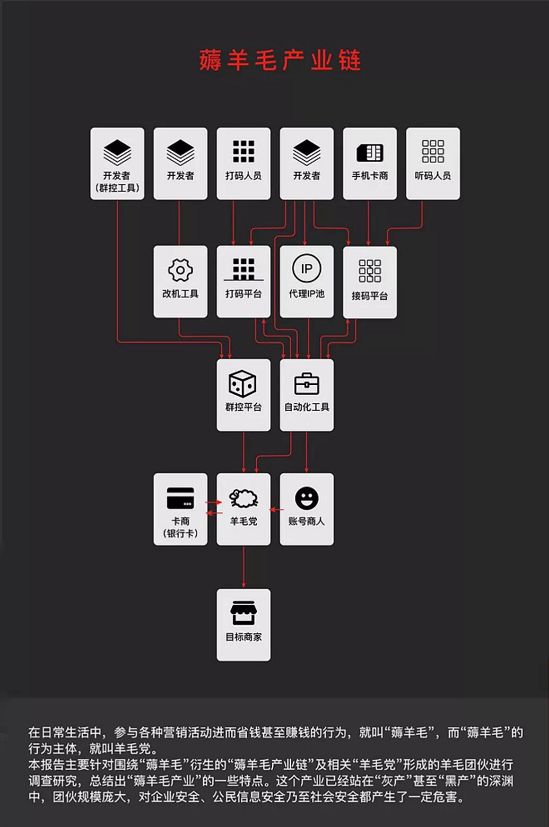 薅羊毛产业链
开发者
(群控工具)
开发者
打码人员
开发者
手机卡商
听码人员
改机工具
打码平台
IP
代理IP池
接码平台
群控平台
自动化工具
卡商
(银行卡)
羊毛党
账号商人
目标商家
在日常生活中，参与各种营销活动进而省钱甚至赚钱的行为，就叫“薅羊毛”，而“薅羊毛”的
行为主体，就叫羊毛党。
本报告主要针对围绕“薅羊毛”衍生的“薅羊毛产业链”及相关“羊毛党”形成的羊毛团伙进行
调查研究，总结出“薅羊毛产业”的一些特点。这个产业已经站在“灰产”甚至“黑产”的深渊
中，团伙规模庞大，对企业安全、公民信息安全乃至社会安全都产生了一定危害。